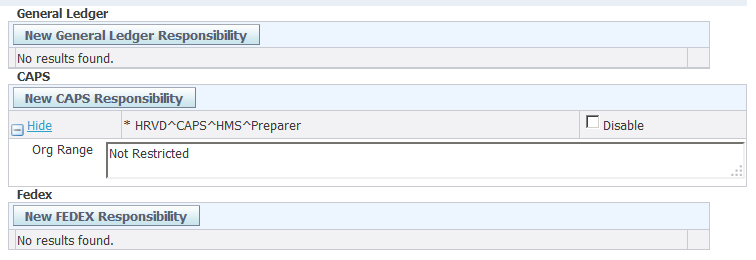 General Ledger
New General Ledger Responsibility
No results found.
CAPS
New CAPS Responsibility
Hide * HRVD^CAPS^HMS^Preparer Disable
Org Range Not Restricted
Fedex
New FEDEX Responsibility
No results found.